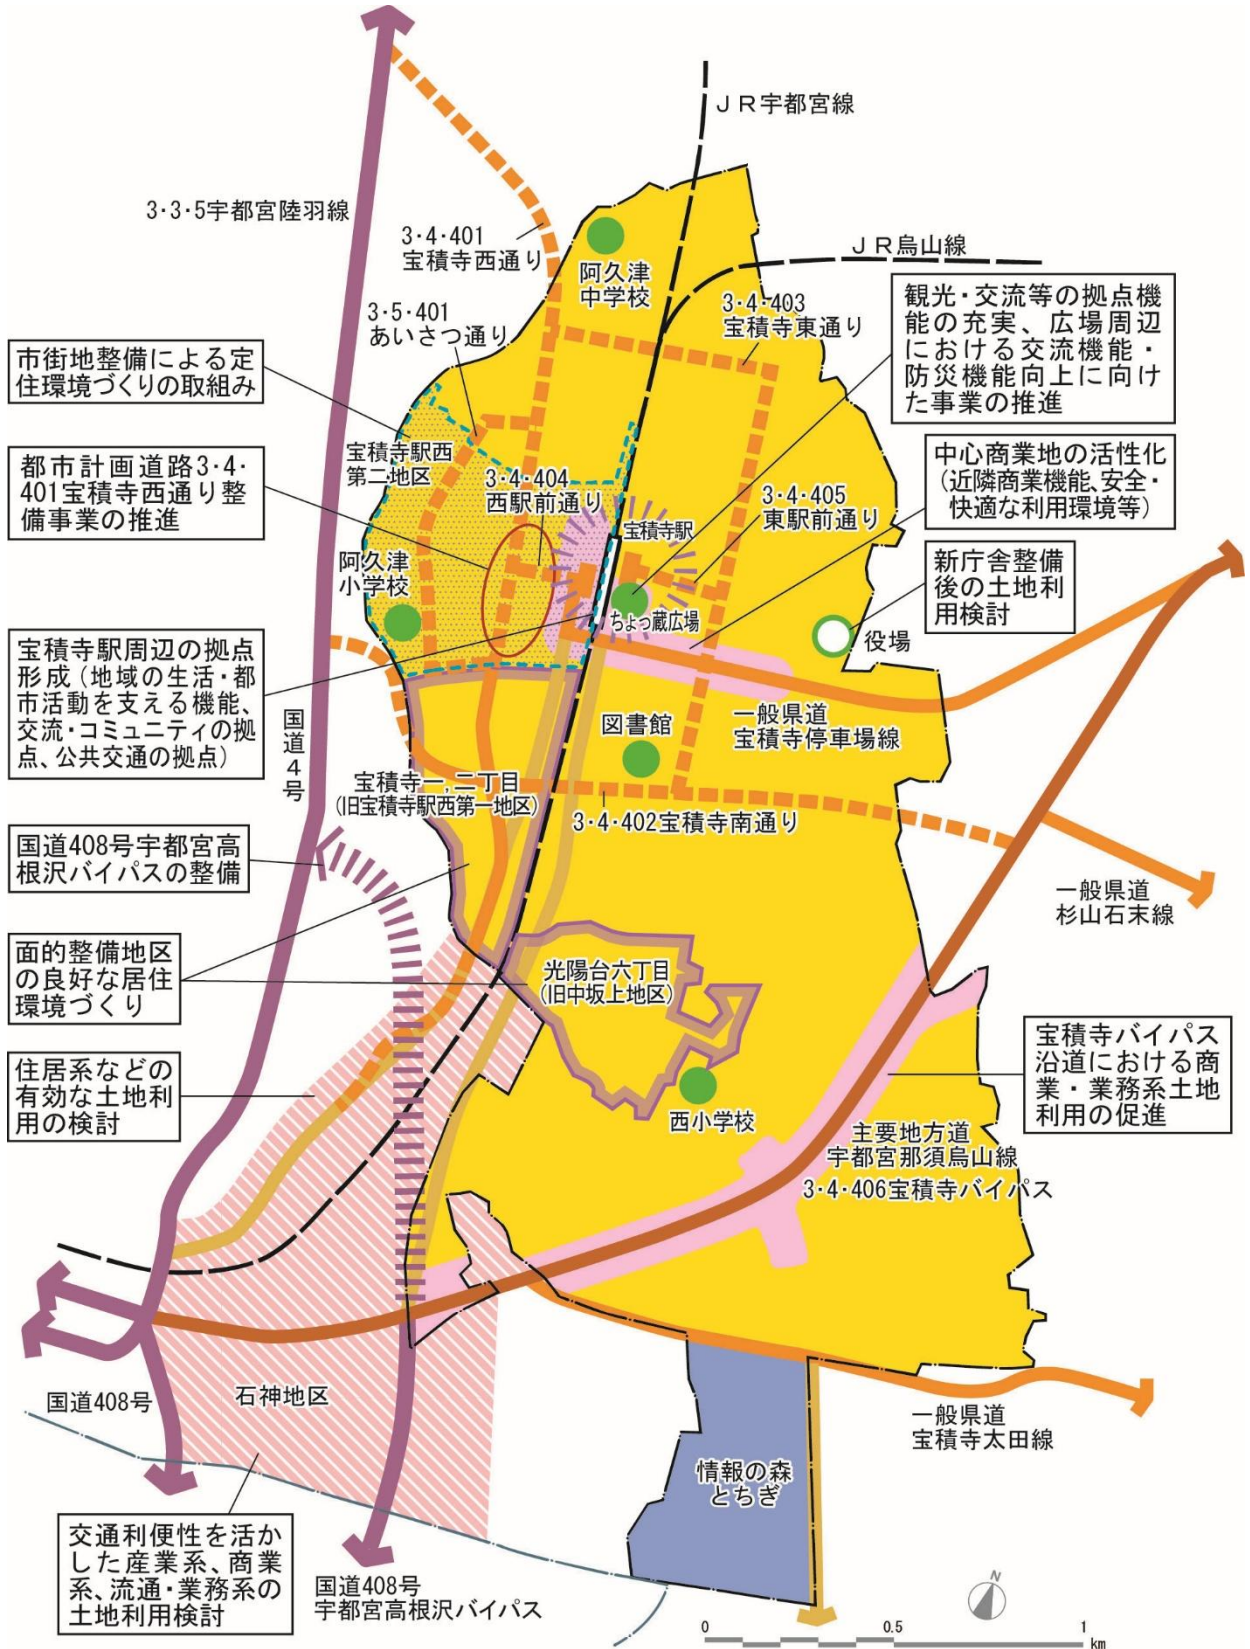 JR宇都宮線
3・3・5宇都宮陸羽線
3・4・401
宝積寺西通り
阿久津
中学校
JR烏山線
3・5・401
あいさつ通り
3・4・403
宝積寺東通り
観光・交流等の拠点機
能の充実、広場周辺
における交流機能・
防災機能向上に向け
た事業の推進
市街地整備による定
住環境づくりの取組み
宝積寺駅西
第二地区
都市計画道路3・4・
401宝積寺西通り整
備事業の推進
3・4・404
西駅前通り
宝積寺駅
3・4・405
東駅前通り
中心商業地の活性化
(近隣商業機能、安全・
快適な利用環境等)
阿久津
小学校
ちょっ蔵広場
新庁舎整備
後の土地利
用検討
役場
宝積寺駅周辺の拠点
形成(地域の生活・都
市活動を支える機能、
交流・コミュニティの拠
点、公共交通の拠点)
国道4号
図書館
一般県道
宝積寺停車場線
宝積寺一,二丁目
(旧宝積寺駅西第一地区)
3・4・402宝積寺南通り
国道408号宇都宮高
根沢バイパスの整備
一般県道
杉山石末線
面的整備地区
の良好な居住
環境づくり
光陽台六丁目
(旧中坂上地区)
住居系などの
有効な土地利
用の検討
西小学校
宝積寺バイパス
沿道における商
業・業務系土地
利用の促進
主要地方道
宇都宮那須烏山線
3・4・406宝積寺バイパス
国道408号
石神地区
一般県道
宝積寺太田線
情報の森
とちぎ
交通利便性を活か
した産業系、商業
系、流通・業務系の
土地利用検討
国道408号
宇都宮高根沢バイパス
N
0 0.5 1
km